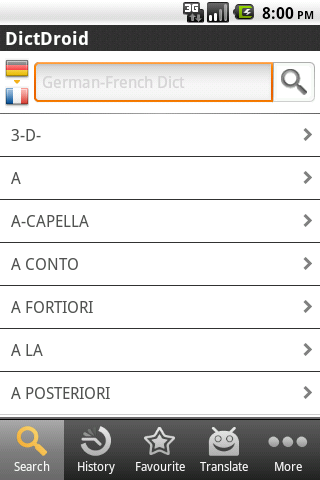 3G 8:00 PM
DictDroid
German-French Dict
3-D-
A
A-CAPELLA
A CONTO
A FORTIORI
A LA
A POSTERIORI
Search History Favourite Translate More